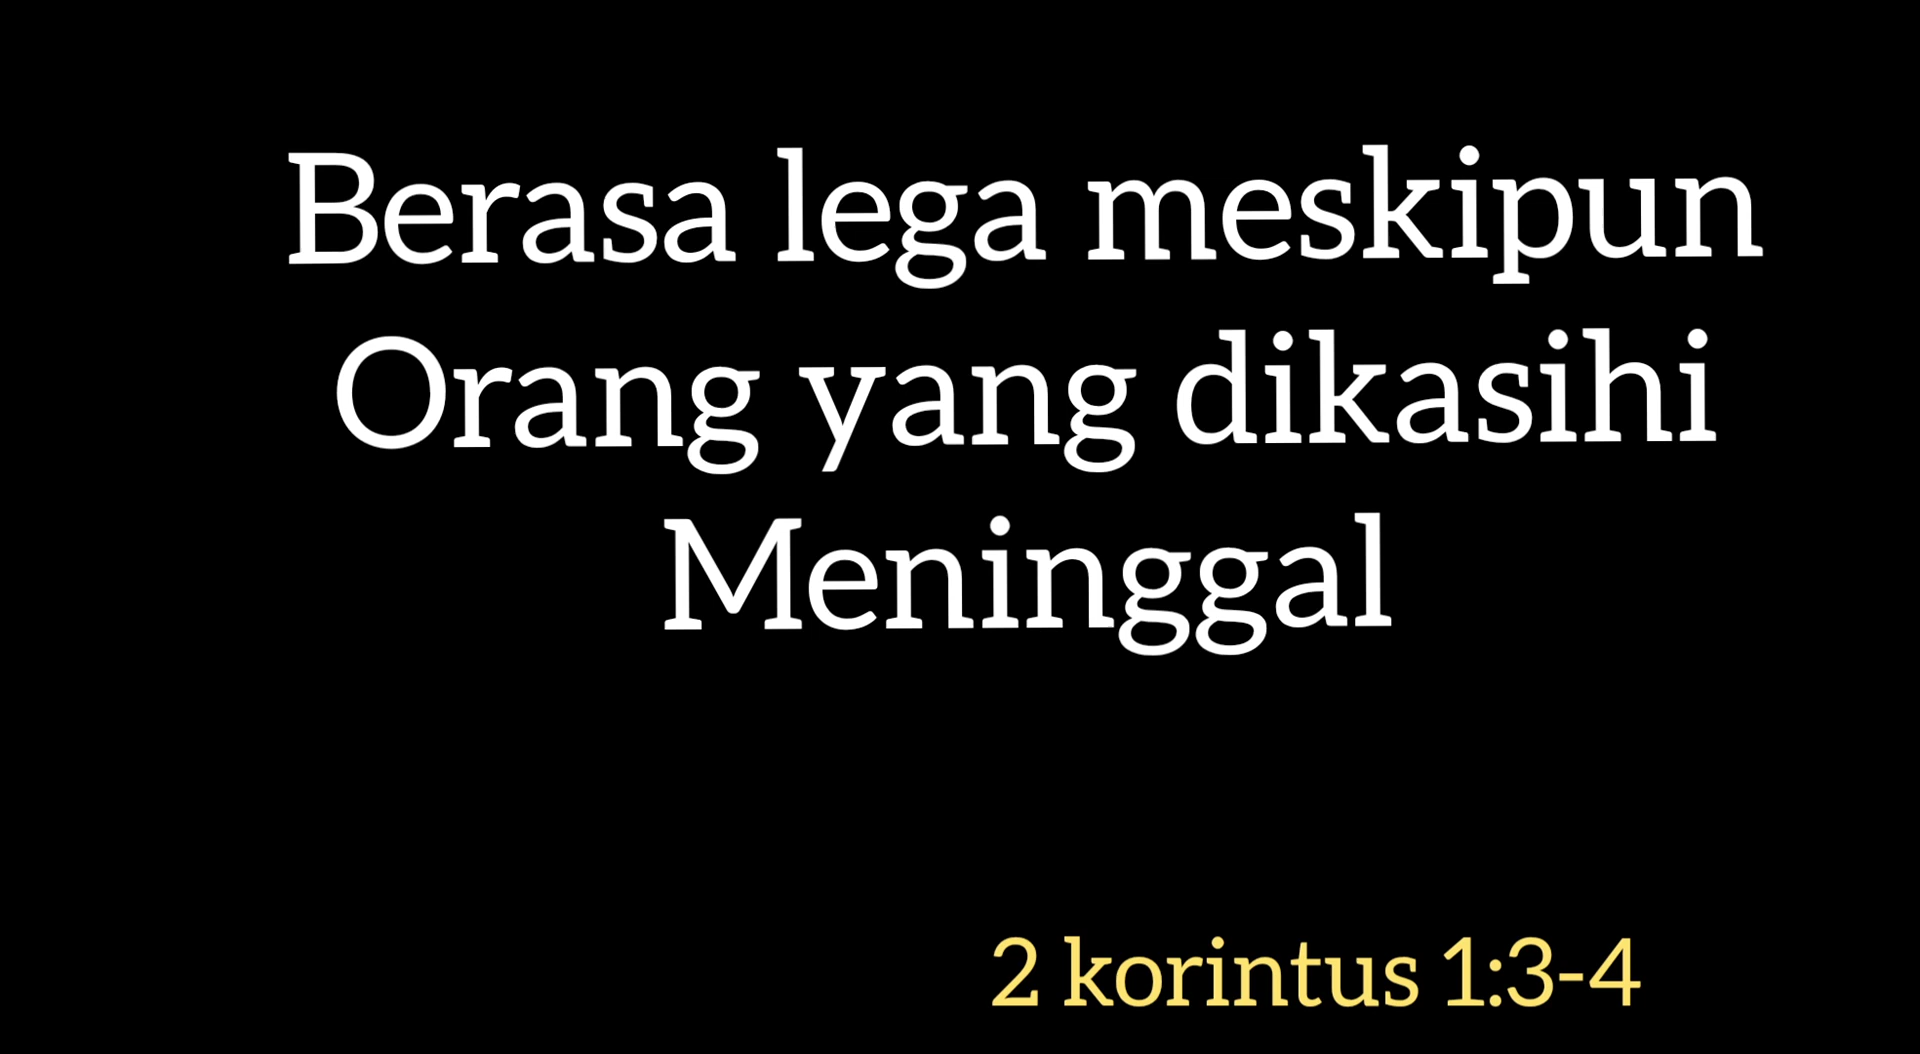 Berasa lega meskipun
Orang yang dikasihi
Meninggal
2 korintus 1:3-4